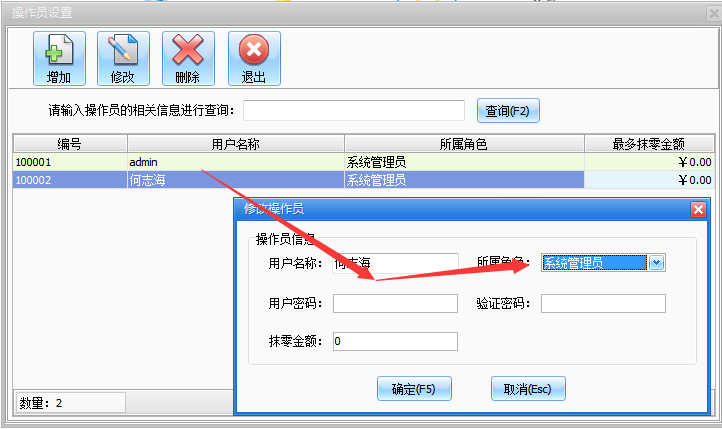 操作员设置
增加 修改 删除 退出
请输入操作员的相关信息进行查询： 查询(F2)
编号 用户名称 所属角色 最多抹零金额
100001 admin 系统管理员 ￥0.00
100002 何志海 系统管理员 ￥0.00
修改操作员
操作员信息
用户名称： 何志海 所属角色： 系统管理员
用户密码： 验证密码：
抹零金额： 0
确定(F5) 取消(Esc)
数量：2